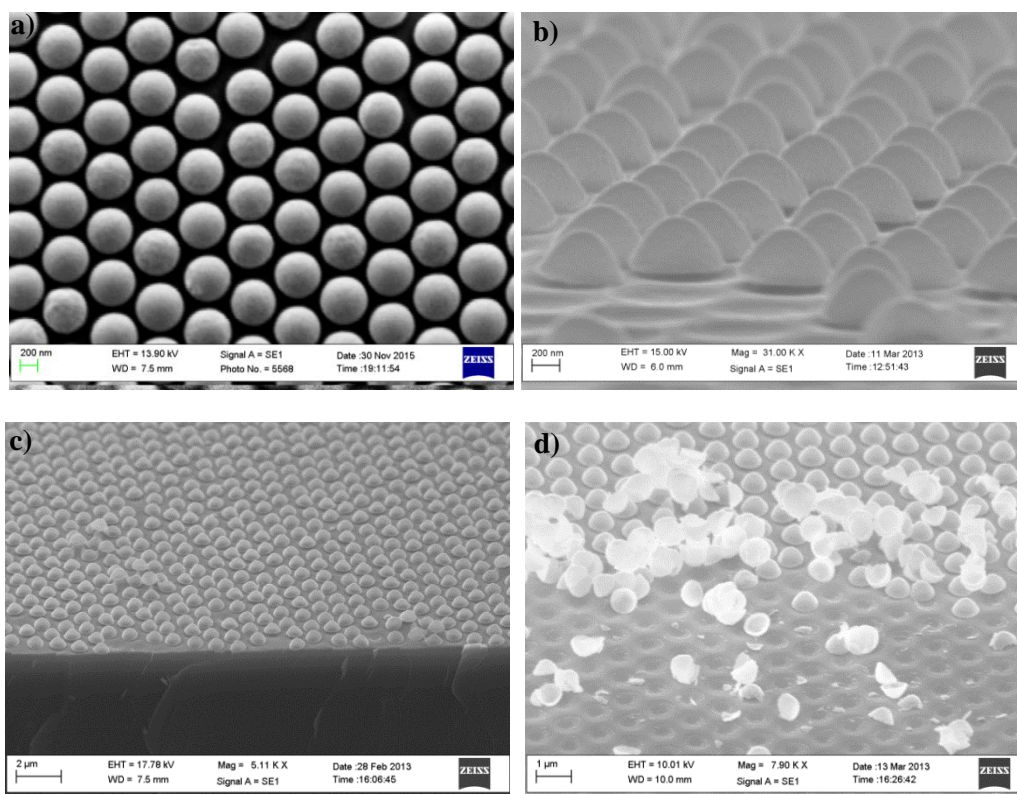 a)
200 nm EHT = 13.90 kV Signal A = SE1 Date :30 Nov 2015 ZEISS
WD = 7.5 mm Photo No. = 5568 Time :19:11:54
b)
200 nm EHT = 15.00 kV Mag = 31.00 K X Date :11 Mar 2013 ZEISS
WD = 6.0 mm Signal A = SE1 Time :12:51:43
c)
2 µm EHT = 17.78 kV Mag = 5.11 K X Date :28 Feb 2013 ZEISS
WD = 7.5 mm Signal A = SE1 Time :16:06:45
d)
1 µm EHT = 10.01 kV Mag = 7.90 K X Date :13 Mar 2013 ZEISS
WD = 10.0 mm Signal A = SE1 Time :16:26:42